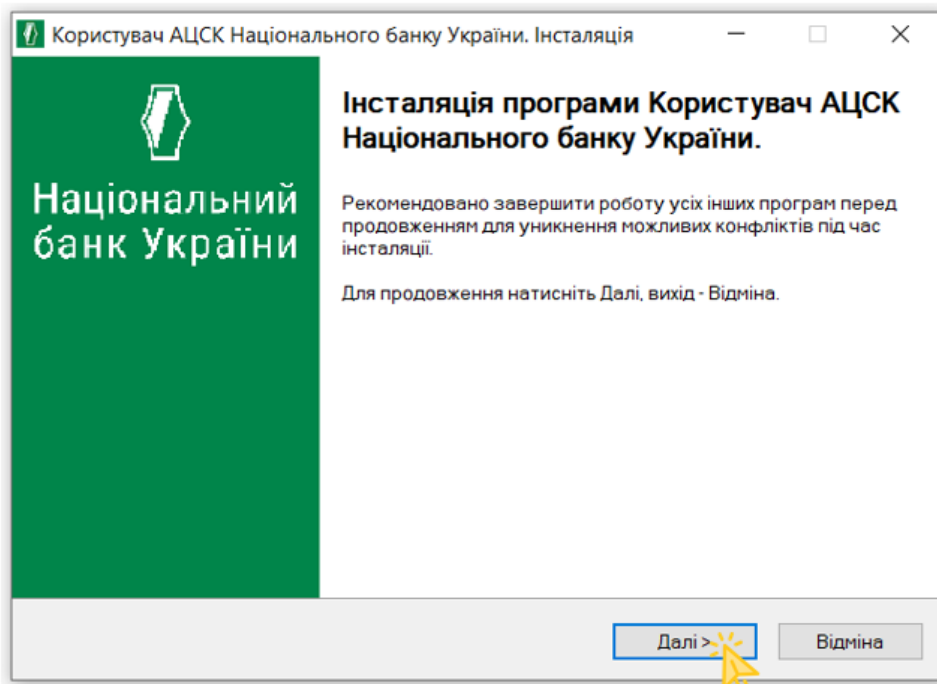 Користувач АЦСК Національного банку України. Інсталяція
Національний
банк України
Інсталяція програми Користувач АЦСК
Національного банку України.
Рекомендовано завершити роботу усіх інших програм перед
продовженням для уникнення можливих конфліктів під час
інсталяції.
Для продовження натисніть Далі, вихід - Відміна.
Далі >
Відміна